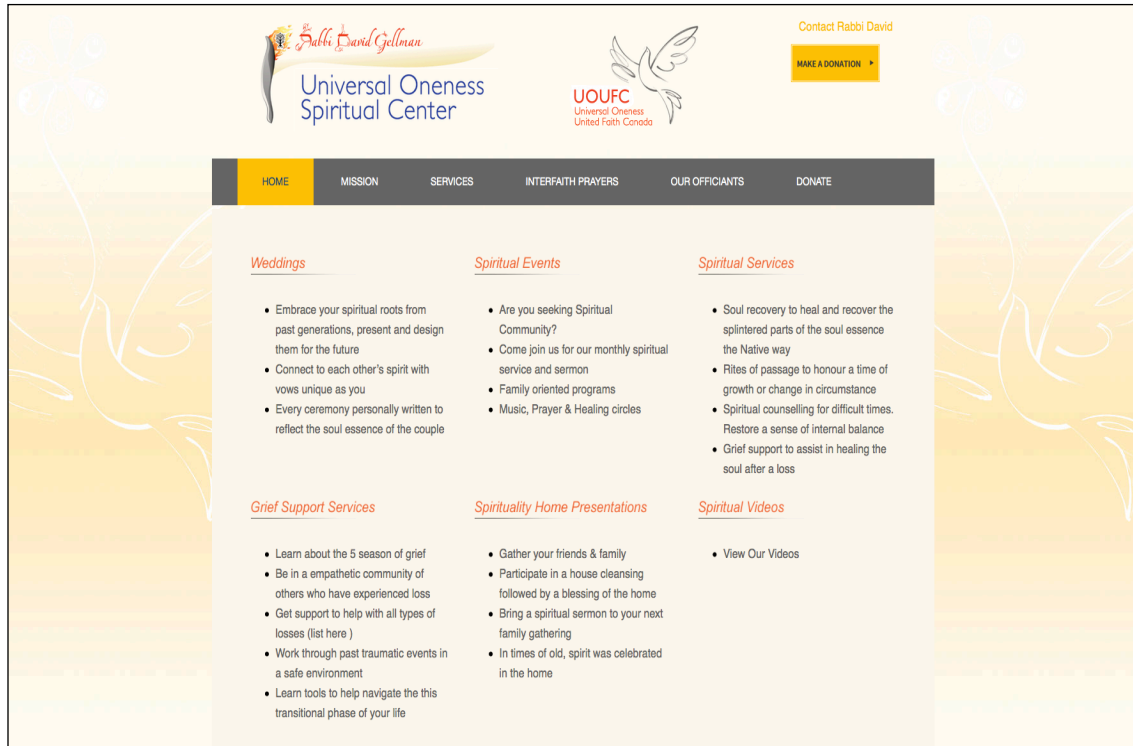 Rabbi David Gellman
Universal Oneness
Spiritual Center
UOUFC
Universal Oneness
United Faith Canada
Contact Rabbi David
MAKE A DONATION
HOME
MISSION
SERVICES
INTERFAITH PRAYERS
OUR OFFICIANTS
DONATE
Weddings
Embrace your spiritual roots from
past generations, present and design
them for the future
Connect to each other's spirit with
vows unique as you
Every ceremony personally written to
reflect the soul essence of the couple
Spiritual Events
Are you seeking Spiritual
Community?
Come join us for our monthly spiritual
service and sermon
Family oriented programs
Music, Prayer & Healing circles
Spiritual Services
Soul recovery to heal and recover the
splintered parts of the soul essence
the Native way
Rites of passage to honour a time of
growth or change in circumstance
Spiritual counselling for difficult times.
Restore a sense of internal balance
Grief support to assist in healing the
soul after a loss
Grief Support Services
Learn about the 5 season of grief
Be in a empathetic community of
others who have experienced loss
Get support to help with all types of
losses (list here )
Work through past traumatic events in
a safe environment
Learn tools to help navigate the this
transitional phase of your life
Spirituality Home Presentations
Gather your friends & family
Participate in a house cleansing
followed by a blessing of the home
Bring a spiritual sermon to your next
family gathering
In times of old, spirit was celebrated
in the home
Spiritual Videos
View Our Videos